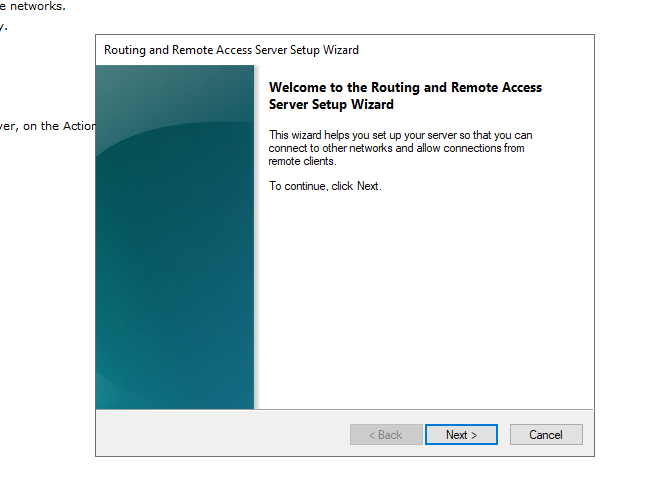 e networks.
y.
Routing and Remote Access Server Setup Wizard
Welcome to the Routing and Remote Access
Server Setup Wizard
ver, on the Action
This wizard helps you set up your server so that you can
connect to other networks and allow connections from
remote clients.
To continue, click Next.
< Back
Next >
Cancel